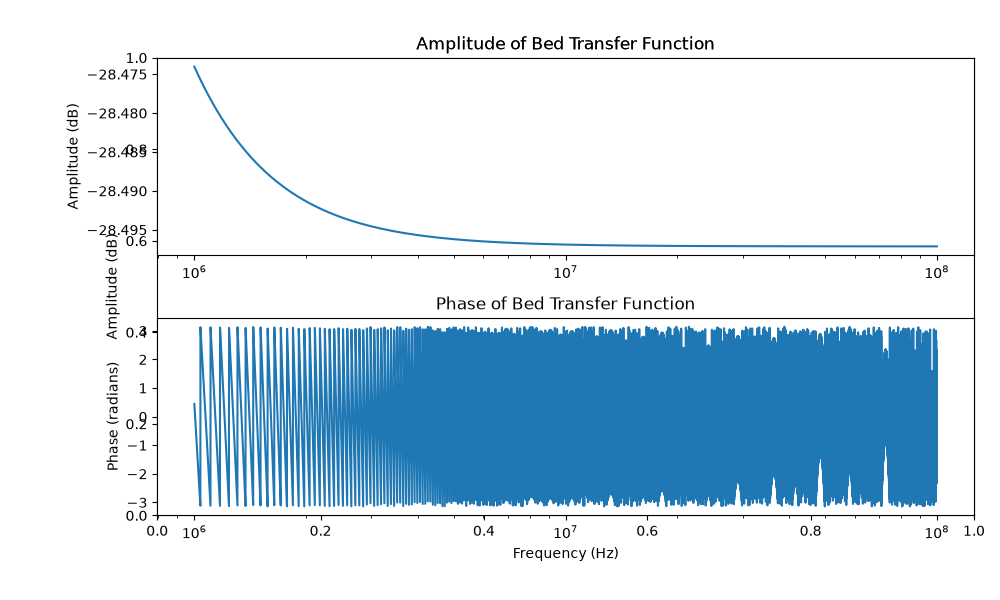 Amplitude of Bed Transfer Function
1.0
−28.475
−28.480
0.8
−28.485
−28.490
−28.495
0.6
Amplitude (dB)
10⁶ 10⁷ 10⁸
Amplitude (dB)
Phase of Bed Transfer Function
0.4
3
2
1
0
0.2
−1
−2
−3
0.0
Phase (radians)
0.0 10⁶ 0.2 0.4 10⁷ 0.6 0.8 10⁸ 1.0
Frequency (Hz)